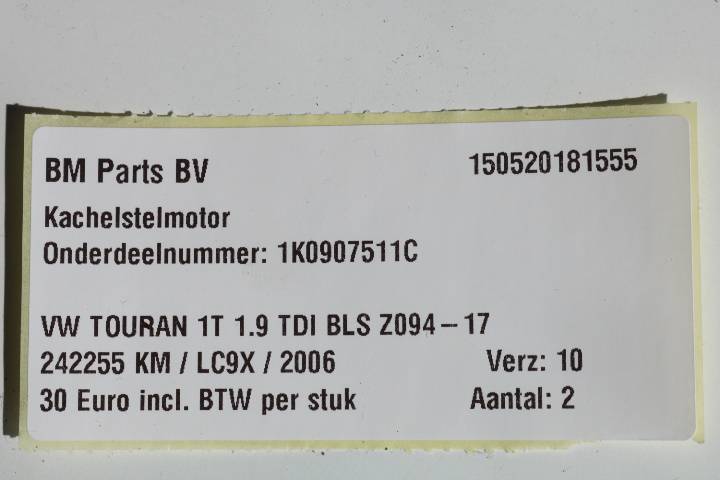 BM Parts BV 150520181555
Kachelstelmotor
Onderdeelnummer: 1K0907511C
VW TOURAN 1T 1.9 TDI BLS Z094-17
242255 KM / LC9X / 2006 Verz: 10
30 Euro incl. BTW per stuk Aantal: 2